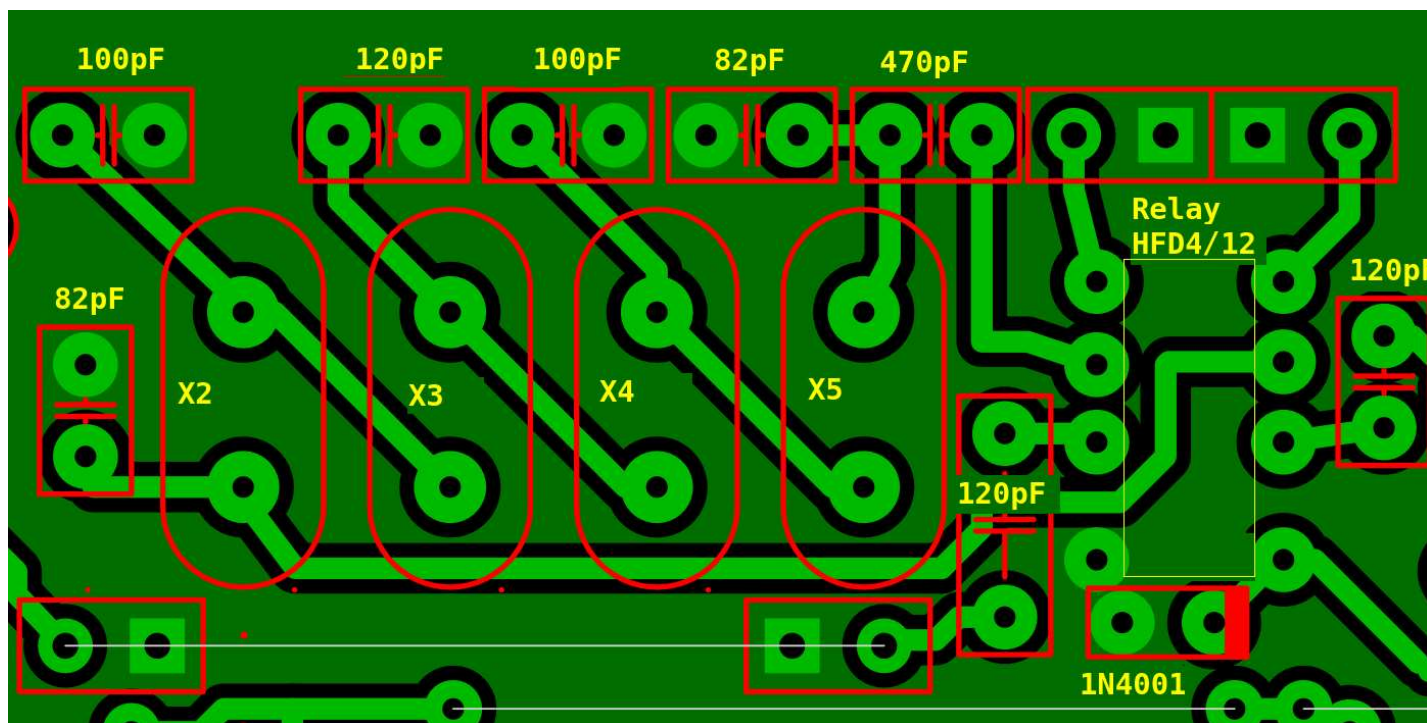 100pF
120pF
100pF
82pF
470pF
Relay
HFD4/12
120pF
82pF
X2
X3
X4
X5
120pF
1N4001